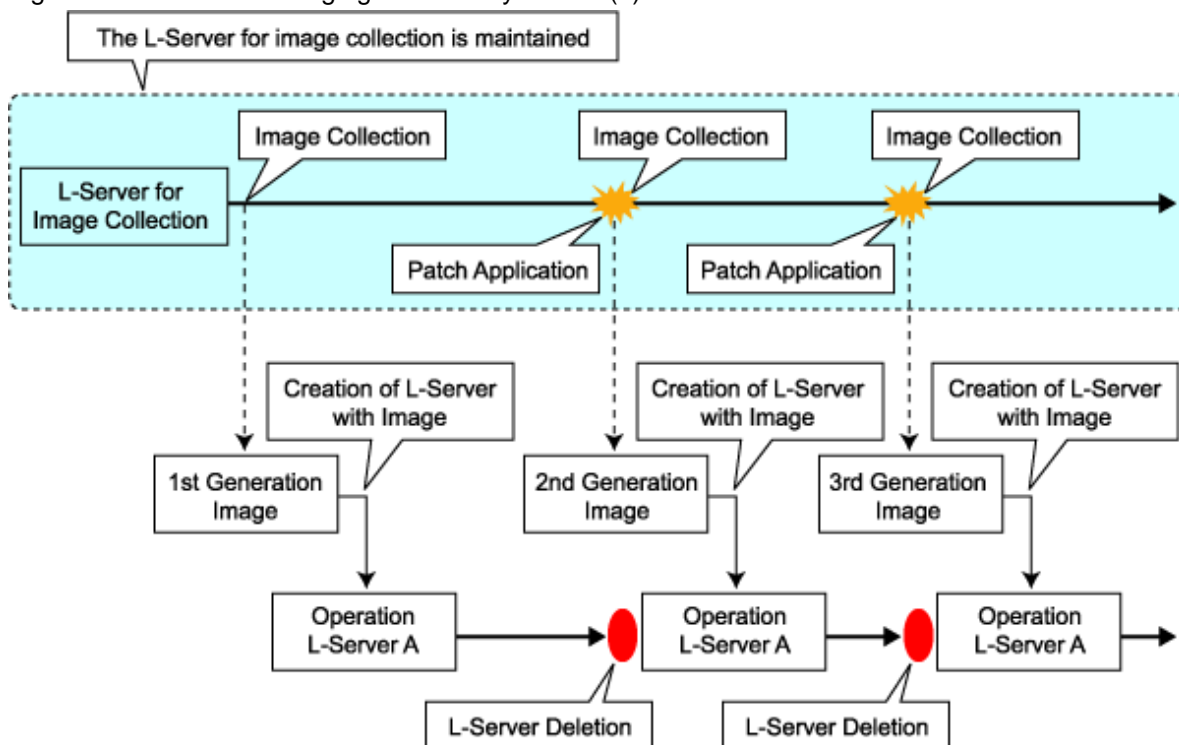 The L-Server for image collection is maintained
Image Collection
Image Collection
Image Collection
L-Server for
Image Collection
Patch Application
Patch Application
Creation of L-Server
with Image
Creation of L-Server
with Image
Creation of L-Server
with Image
1st Generation
Image
2nd Generation
Image
3rd Generation
Image
Operation
L-Server A
Operation
L-Server A
Operation
L-Server A
L-Server Deletion
L-Server Deletion